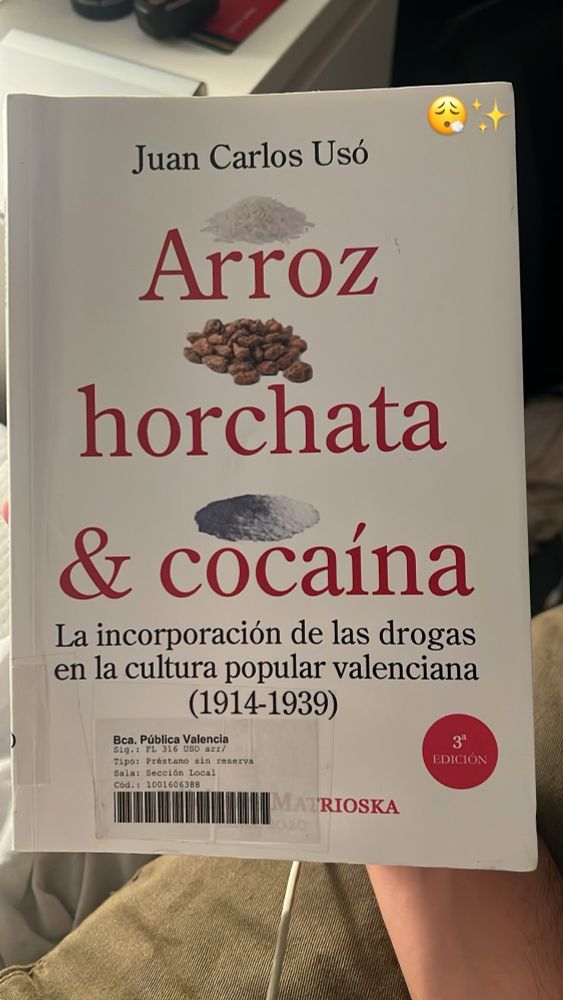 Juan Carlos Usó
Arroz
horchata
& cocaína
La incorporación de las drogas
en la cultura popular valenciana
(1914-1939)
Bca. Pública Valencia
Sig.: FL 316 USO arr/
Tipo: Préstamo sin reserva
Sala: Sección Local
Cód.: 1001606388
3ª
EDICIÓN
MATRIOSKA
2020